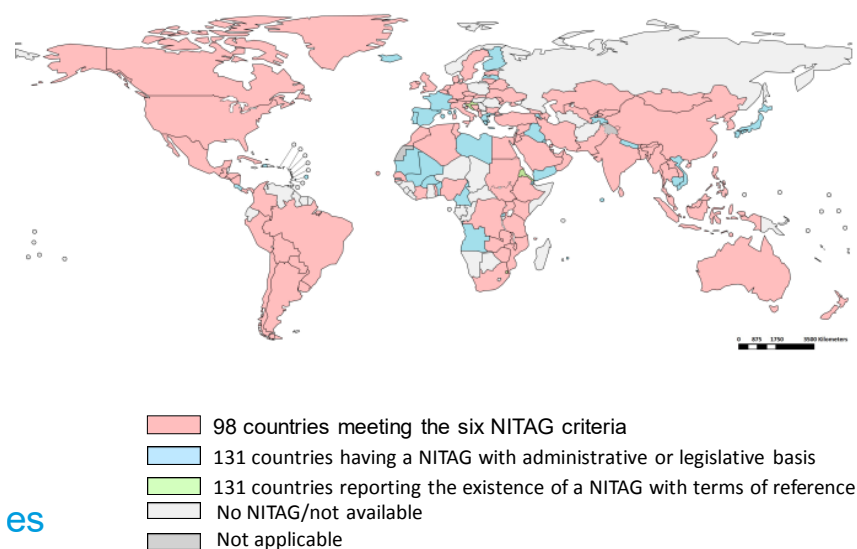 0 875 1750 3500 Kilometers
98 countries meeting the six NITAG criteria
131 countries having a NITAG with administrative or legislative basis
131 countries reporting the existence of a NITAG with terms of reference
No NITAG/not available
es
Not applicable